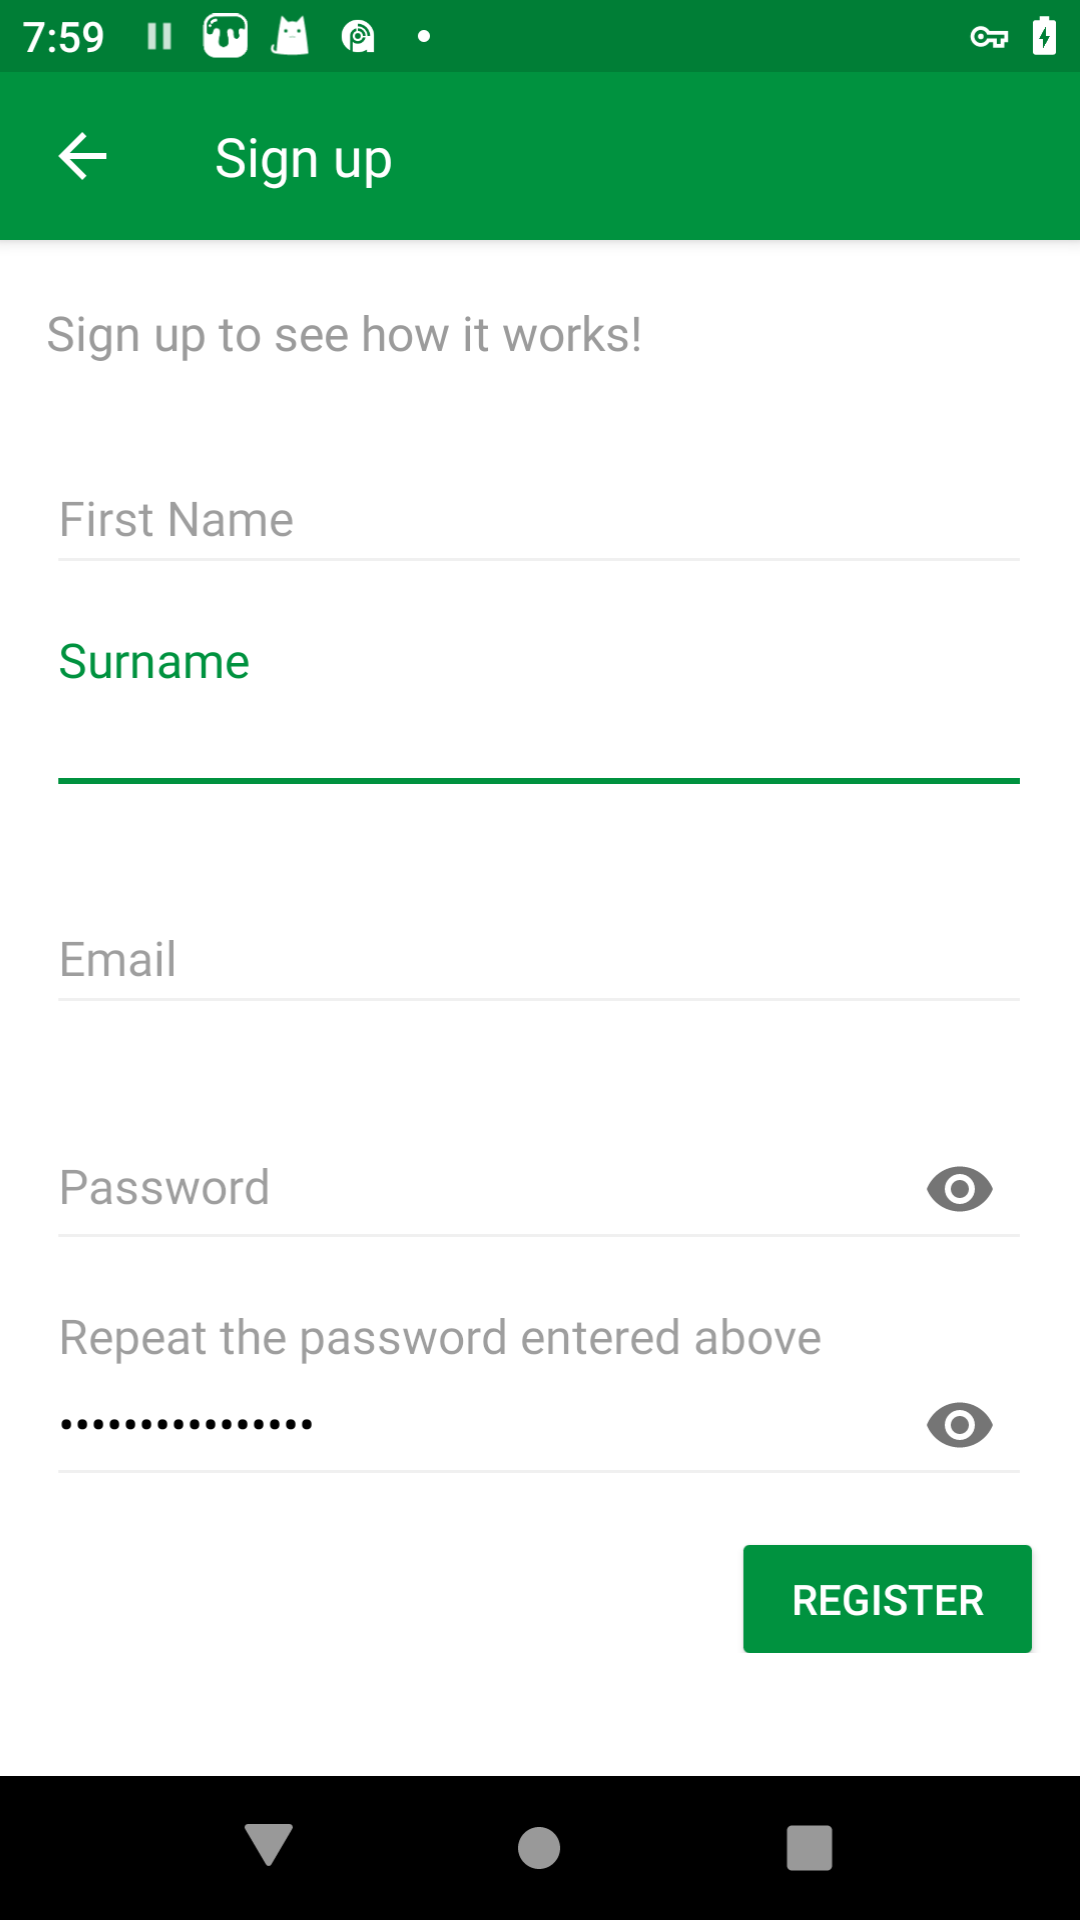 7:59
Sign up
Sign up to see how it works!
First Name
Surname
Email
Password
Repeat the password entered above
••••••••••••••••
REGISTER